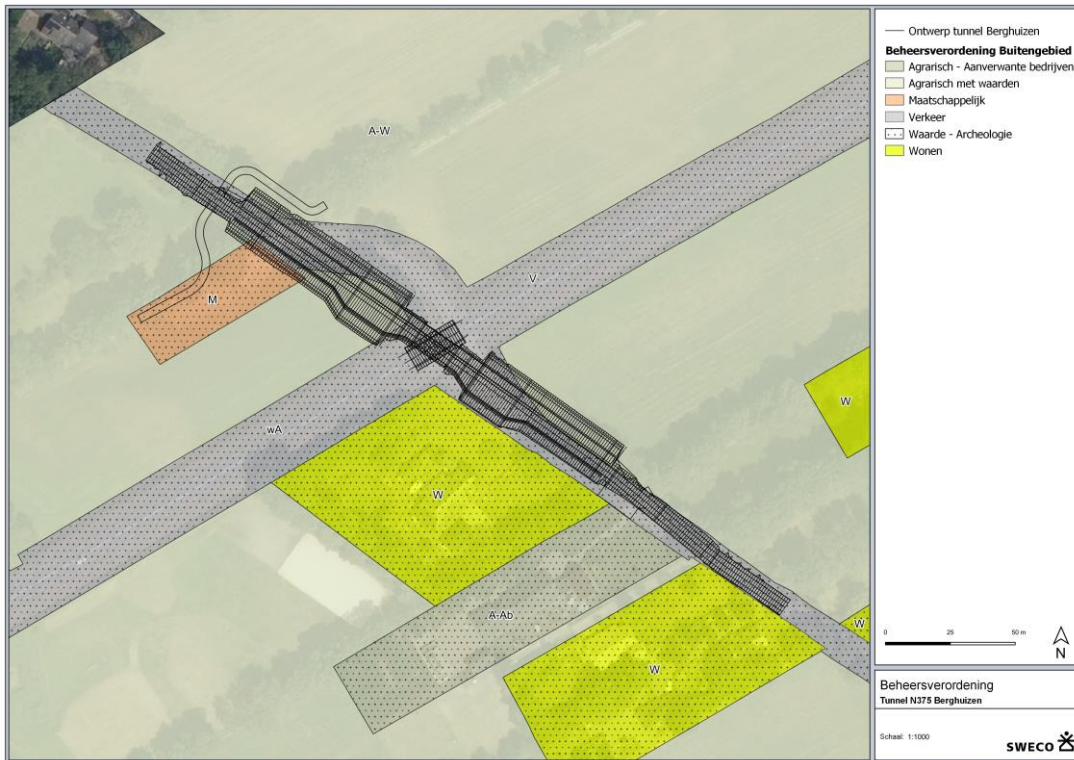 A-W
V
M
wA
W
W
A-Ab
W
W
Ontwerp tunnel Berghuizen
Beheersverordening Buitengebied
Agrarisch - Aanverwante bedrijven
Agrarisch met waarden
Maatschappelijk
Verkeer
Waarde - Archeologie
Wonen
0 25 50 m
N
Beheersverordening
Tunnel N375 Berghuizen
Schaal: 1:1000
SWECO